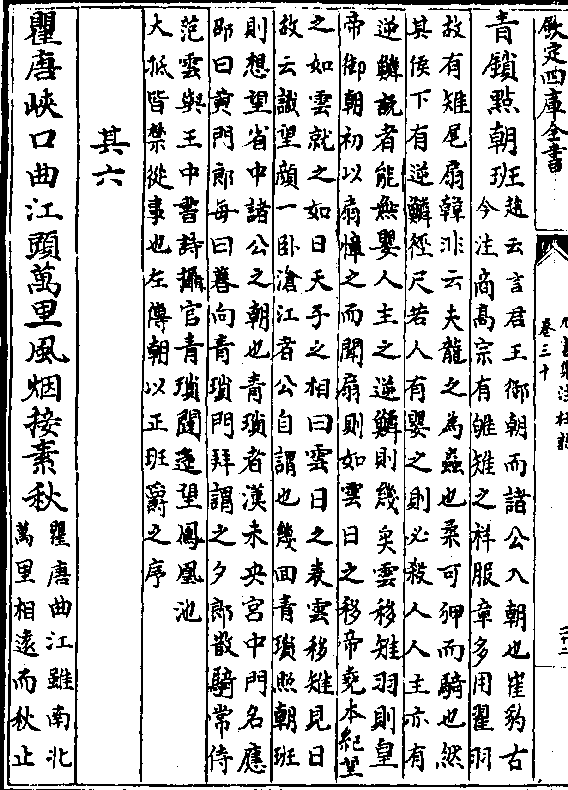 欽定四庫全書
九家集注杜詩
卷三十
青鎖點朝班趙云言君王御朝而諸公入朝也崔豹古
今注商髙宗有雊雉之祥服章多用翟羽
故有雉尾扇韓非云夫龍之為蟲也柔可狎而騎也然
其侯下有逆鱗徑尺若人有嬰之則必殺人人主亦有
逆鱗説者能無嬰人主之逆鱗則幾矣雲移雉羽則皇
帝御朝初以扇幛之而開扇則如雲日之移帝堯本紀望
之如雲就之如日天子之相曰雲日之表雲移雉見日
故云識聖顔一卧滄江者公自謂也幾回青瑣照朝班
則想望省中諸公之朝也青瑣者漢未央宮中門名應
邵曰黄門郎每日暮向青瑣門拜謂之夕郎散騎常侍
范雲與王中書詩攝官青瑣闥遥望鳳凰池
大抵皆禁從事也左傳朝以正班爵之序
其六
瞿唐峽口曲江頭萬里風烟接素秋瞿唐曲江雖南北
萬里相逺而秋止